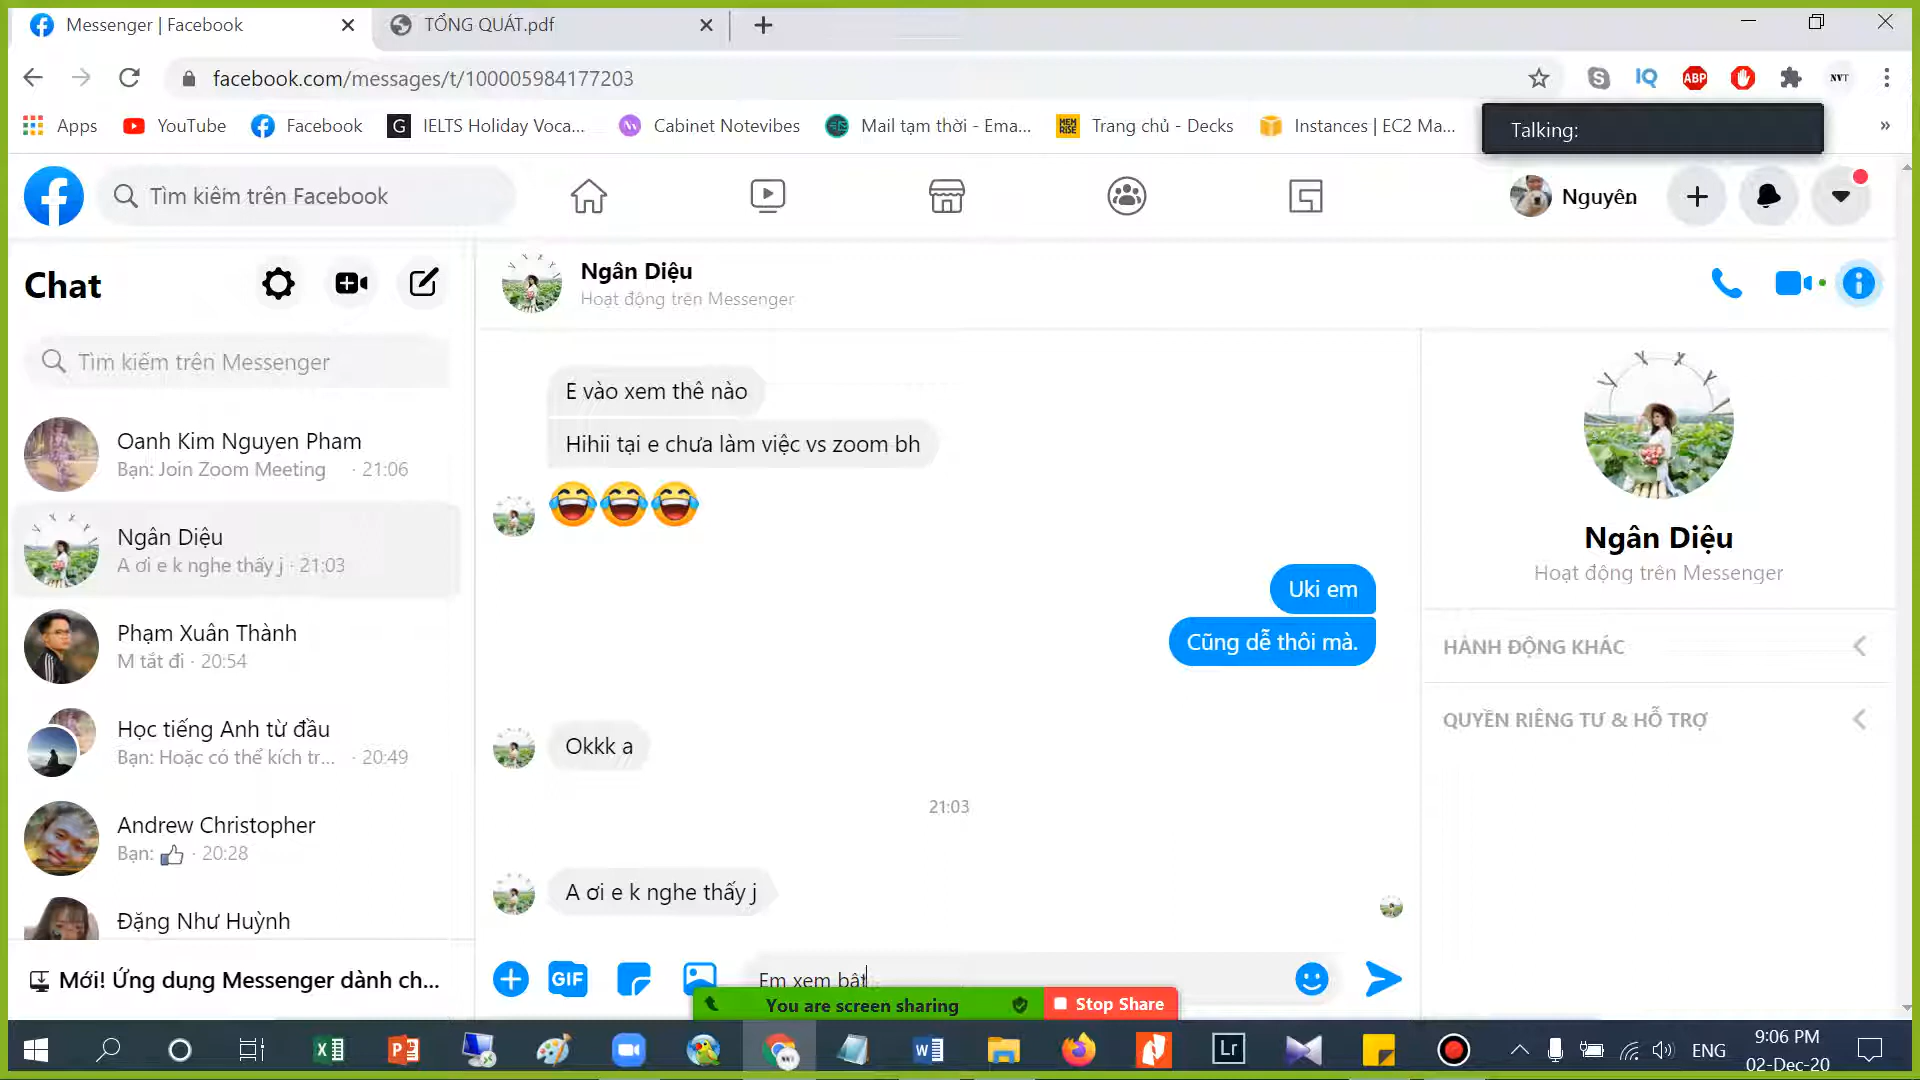 Messenger | Facebook
TỔNG QUÁT.pdf
facebook.com/messages/t/100005984177203
ABP
NVT
Apps
YouTube
Facebook
IELTS Holiday Voca...
Cabinet Notevibes
Mail tạm thời - Ema...
Trang chủ - Decks
Instances | EC2 Ma...
Talking:
Tìm kiếm trên Facebook
Nguyên
Chat
Ngân Diệu
Hoạt động trên Messenger
Tìm kiếm trên Messenger
Oanh Kim Nguyen Pham
Bạn: Join Zoom Meeting · 21:06
Ngân Diệu
A ơi e k nghe thấy j · 21:03
Phạm Xuân Thành
M tắt đi · 20:54
Học tiếng Anh từ đầu
Bạn: Hoặc có thể kích tr... · 20:49
Andrew Christopher
Bạn: · 20:28
Đặng Như Huỳnh
Mới! Ứng dụng Messenger dành ch...
E vào xem thê nào
Hihii tại e chưa làm việc vs zoom bh
Uki em
Cũng dễ thôi mà.
Okkk a
21:03
A ơi e k nghe thấy j
GIF
Em xem bât
You are screen sharing
Stop Share
Ngân Diệu
Hoạt động trên Messenger
HÀNH ĐỘNG KHÁC
QUYỀN RIÊNG TƯ & HỖ TRỢ
Lr
ENG
9:06 PM
02-Dec-20